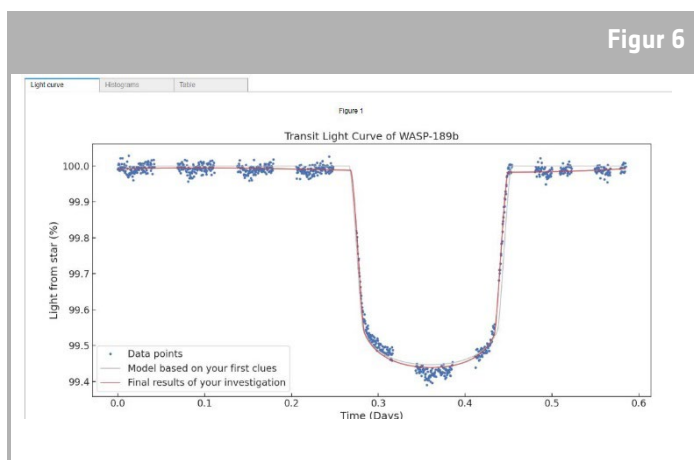 Figur 6
Light curve Histograms Table
Figure 1
Transit Light Curve of WASP-189b
100.0
99.9
99.8
99.7
99.6
99.5
99.4
Light from star (%)
Data points
Model based on your first clues
Final results of your investigation
0.0 0.1 0.2 0.3 0.4 0.5 0.6
Time (Days)